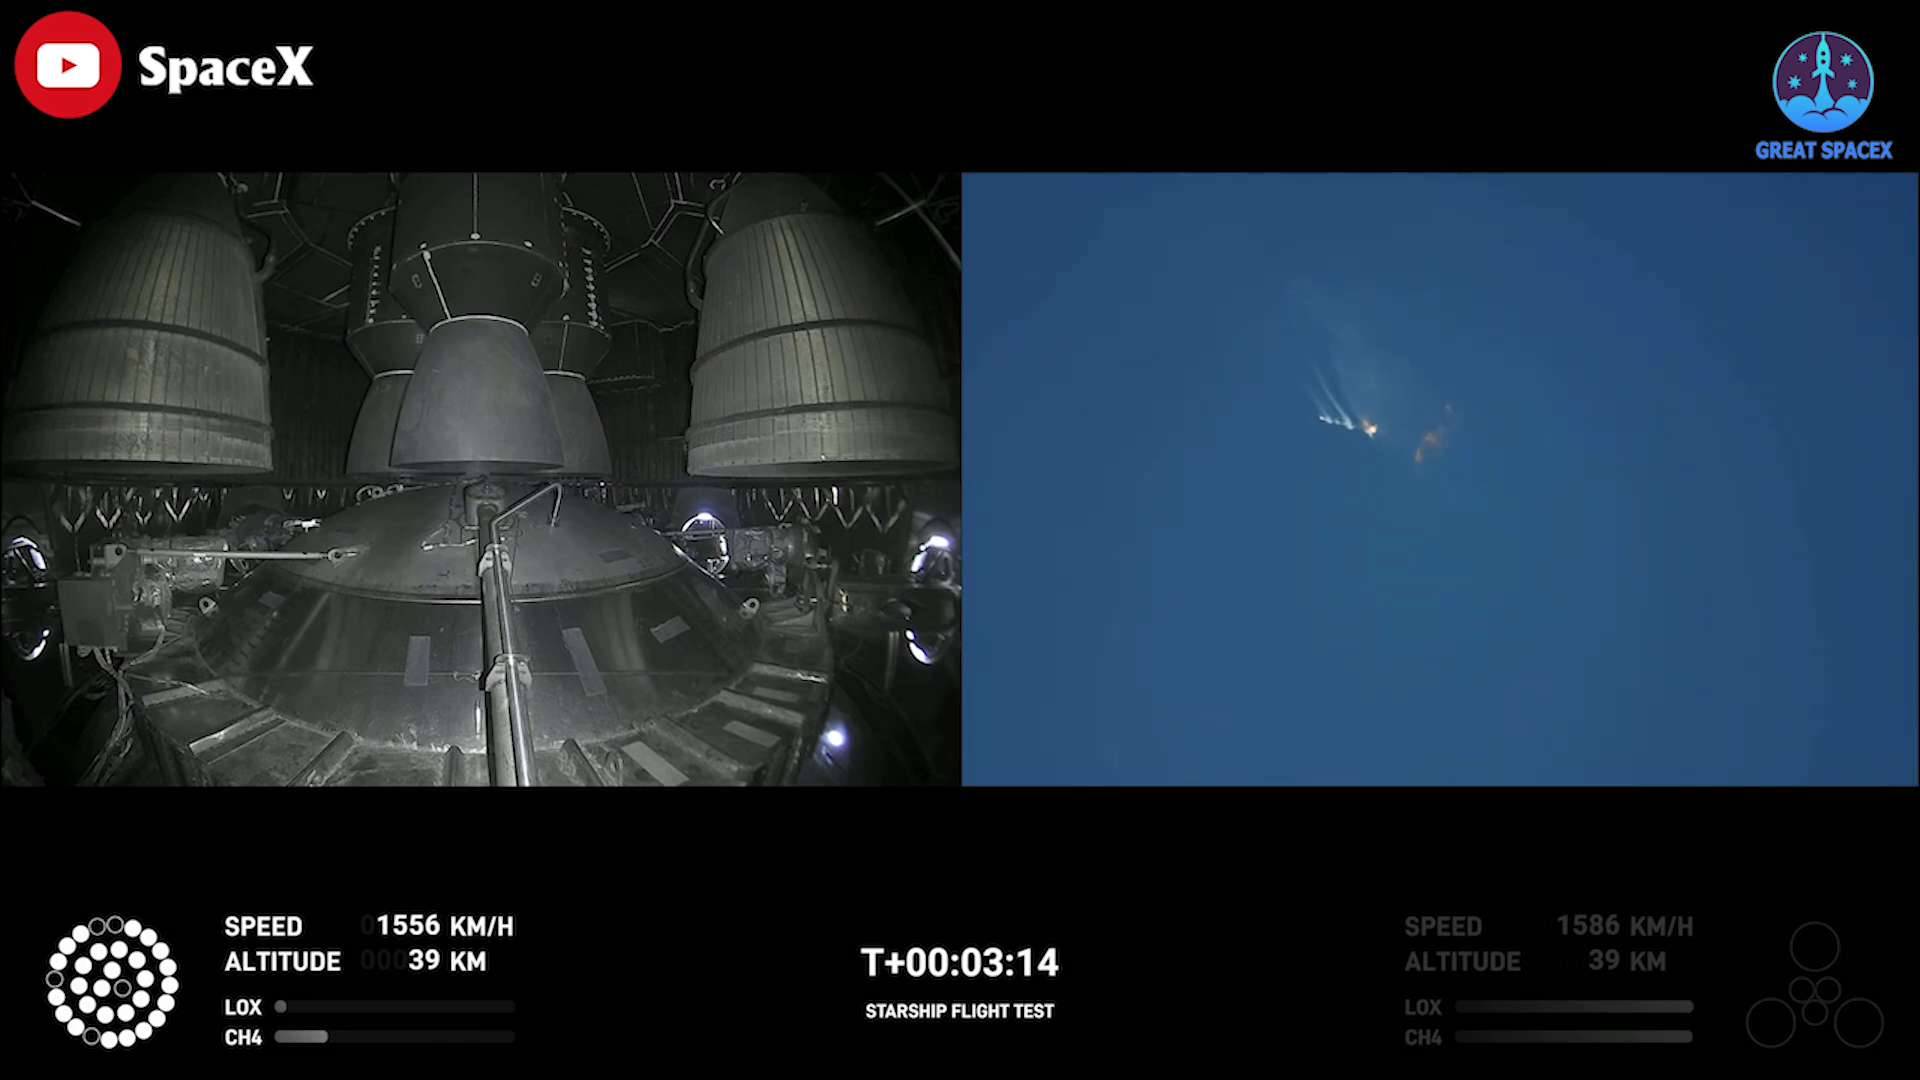 SpaceX
GREAT SPACEX
SPEED 01556 KM/H
ALTITUDE 00039 KM
LOX
CH4
T+00:03:14
STARSHIP FLIGHT TEST
SPEED 1586 KM/H
ALTITUDE 39 KM
LOX
CH4